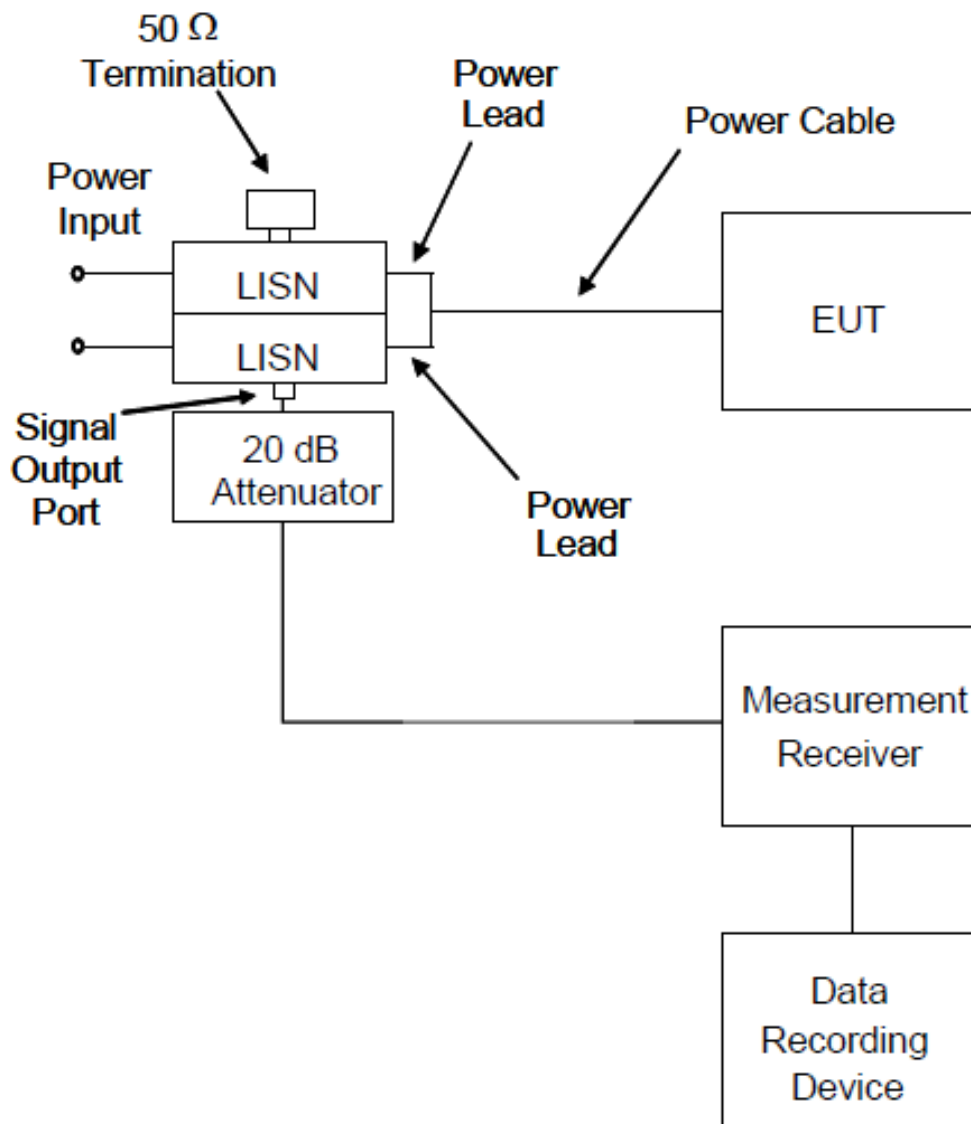 50 Ω
Termination
Power
Lead
Power Cable
Power
Input
LISN
EUT
LISN
Signal
Output
Port
20 dB
Attenuator
Power
Lead
Measurement
Receiver
Data
Recording
Device